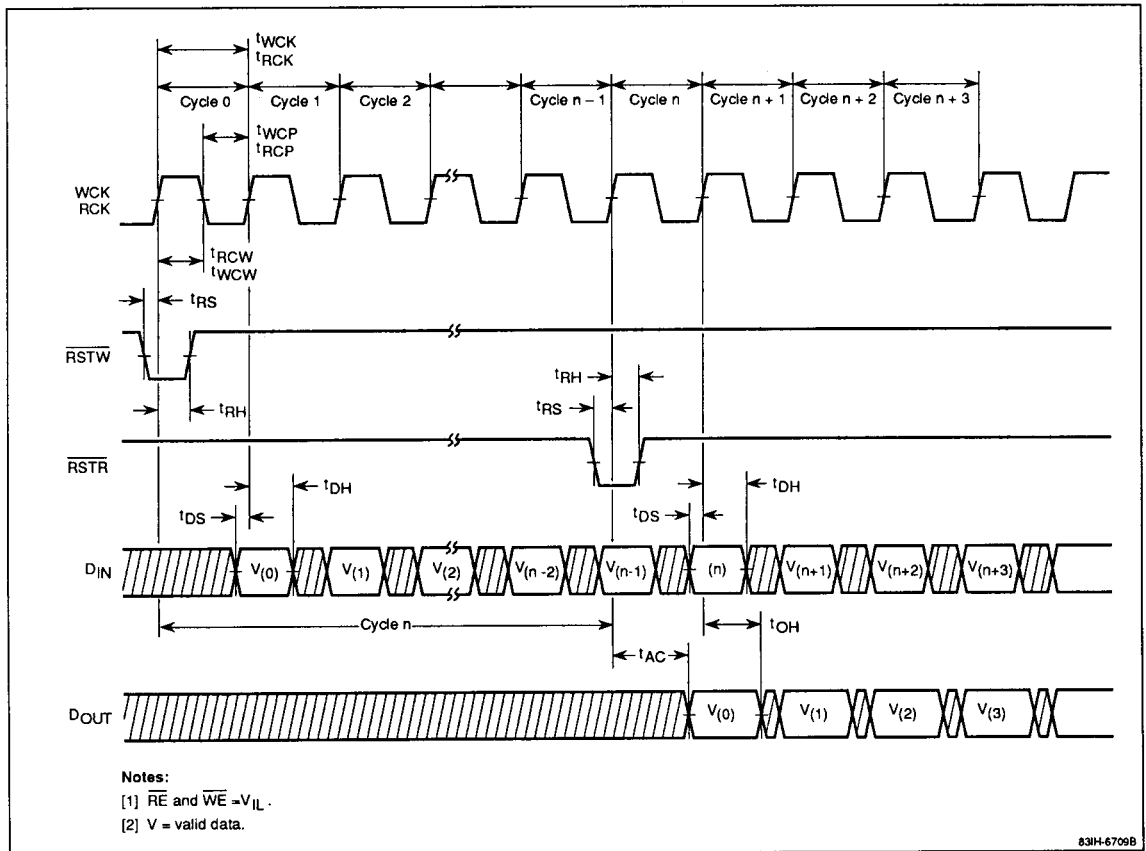 tWCK
tRCK
Cycle 0 Cycle 1 Cycle 2 Cycle n – 1 Cycle n Cycle n + 1 Cycle n + 2 Cycle n + 3
tWCP
tRCP
WCK
RCK
tRCW
tWCW
tRS
RSTW
tRH
tRH
tRS
RSTR
tDH
tDH
tDS
tDS
DIN
V(0) V(1) V(2) V(n-2) V(n-1) (n) V(n+1) V(n+2) V(n+3)
Cycle n
tOH
tAC
DOUT
V(0) V(1) V(2) V(3)
Notes:
[1] RE and WE =VIL .
[2] V = valid data.
83IH-6709B